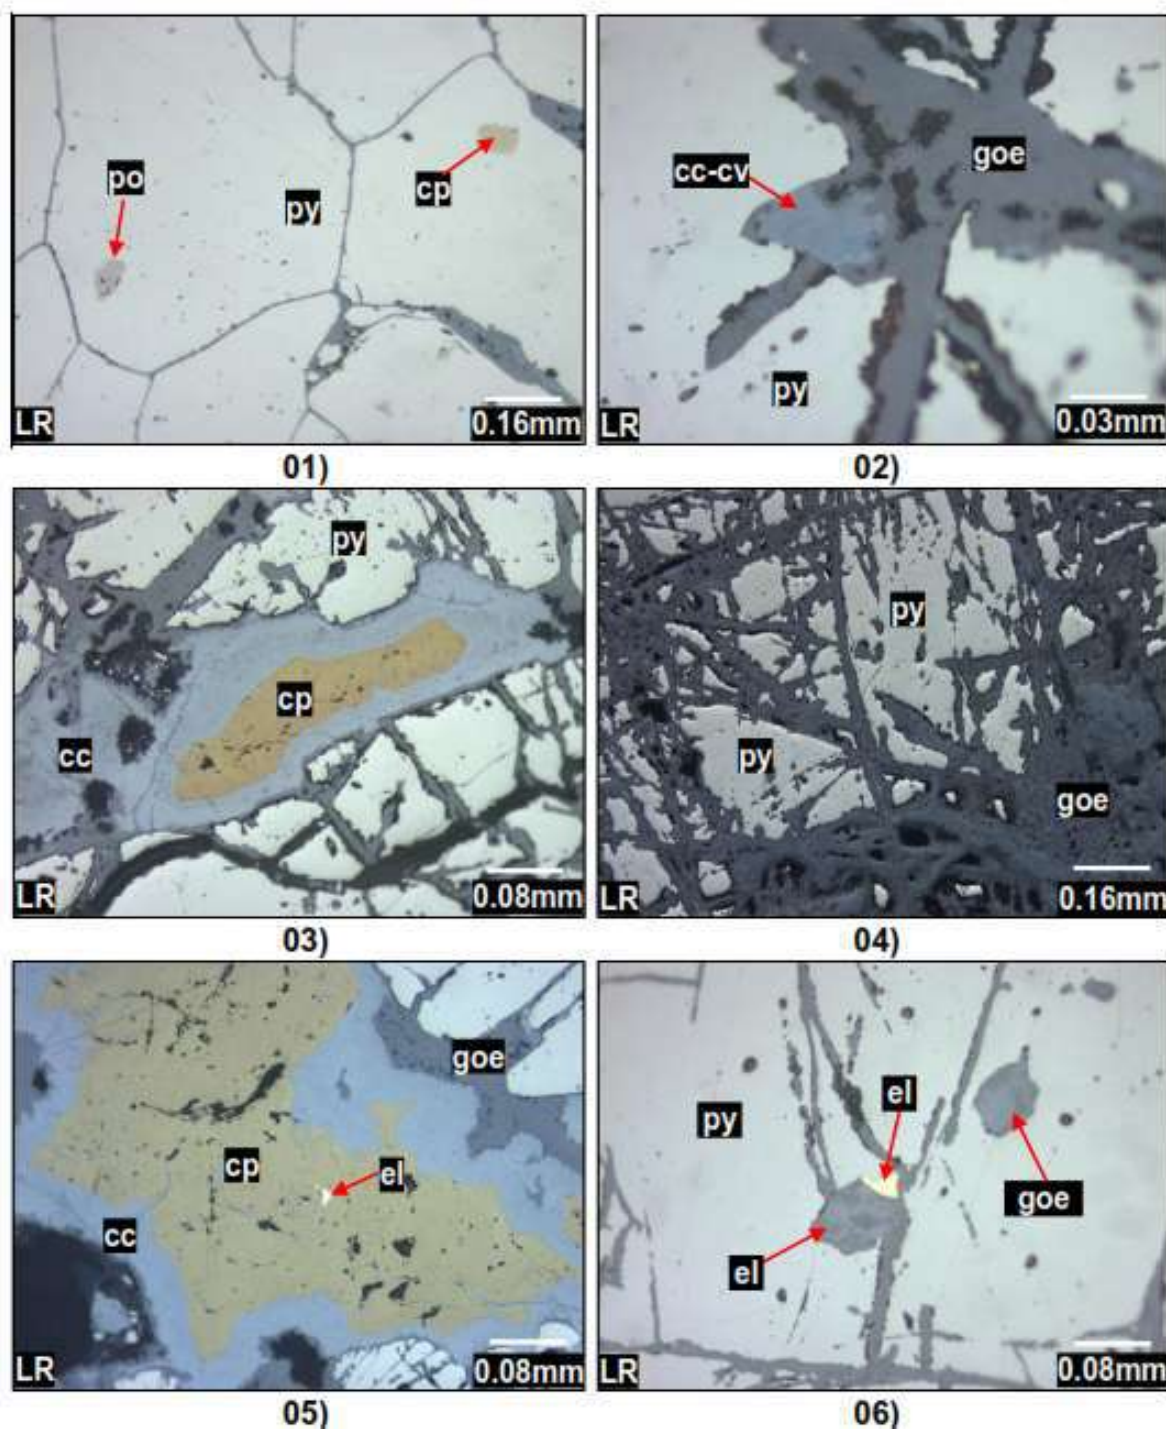 po
cp
py
LR
0.16mm
01)
cc-cv
goe
py
LR
0.03mm
02)
py
cp
cc
LR
0.08mm
03)
py
py
goe
LR
0.16mm
04)
goe
cp
el
cc
LR
0.08mm
05)
el
py
goe
el
LR
0.08mm
06)